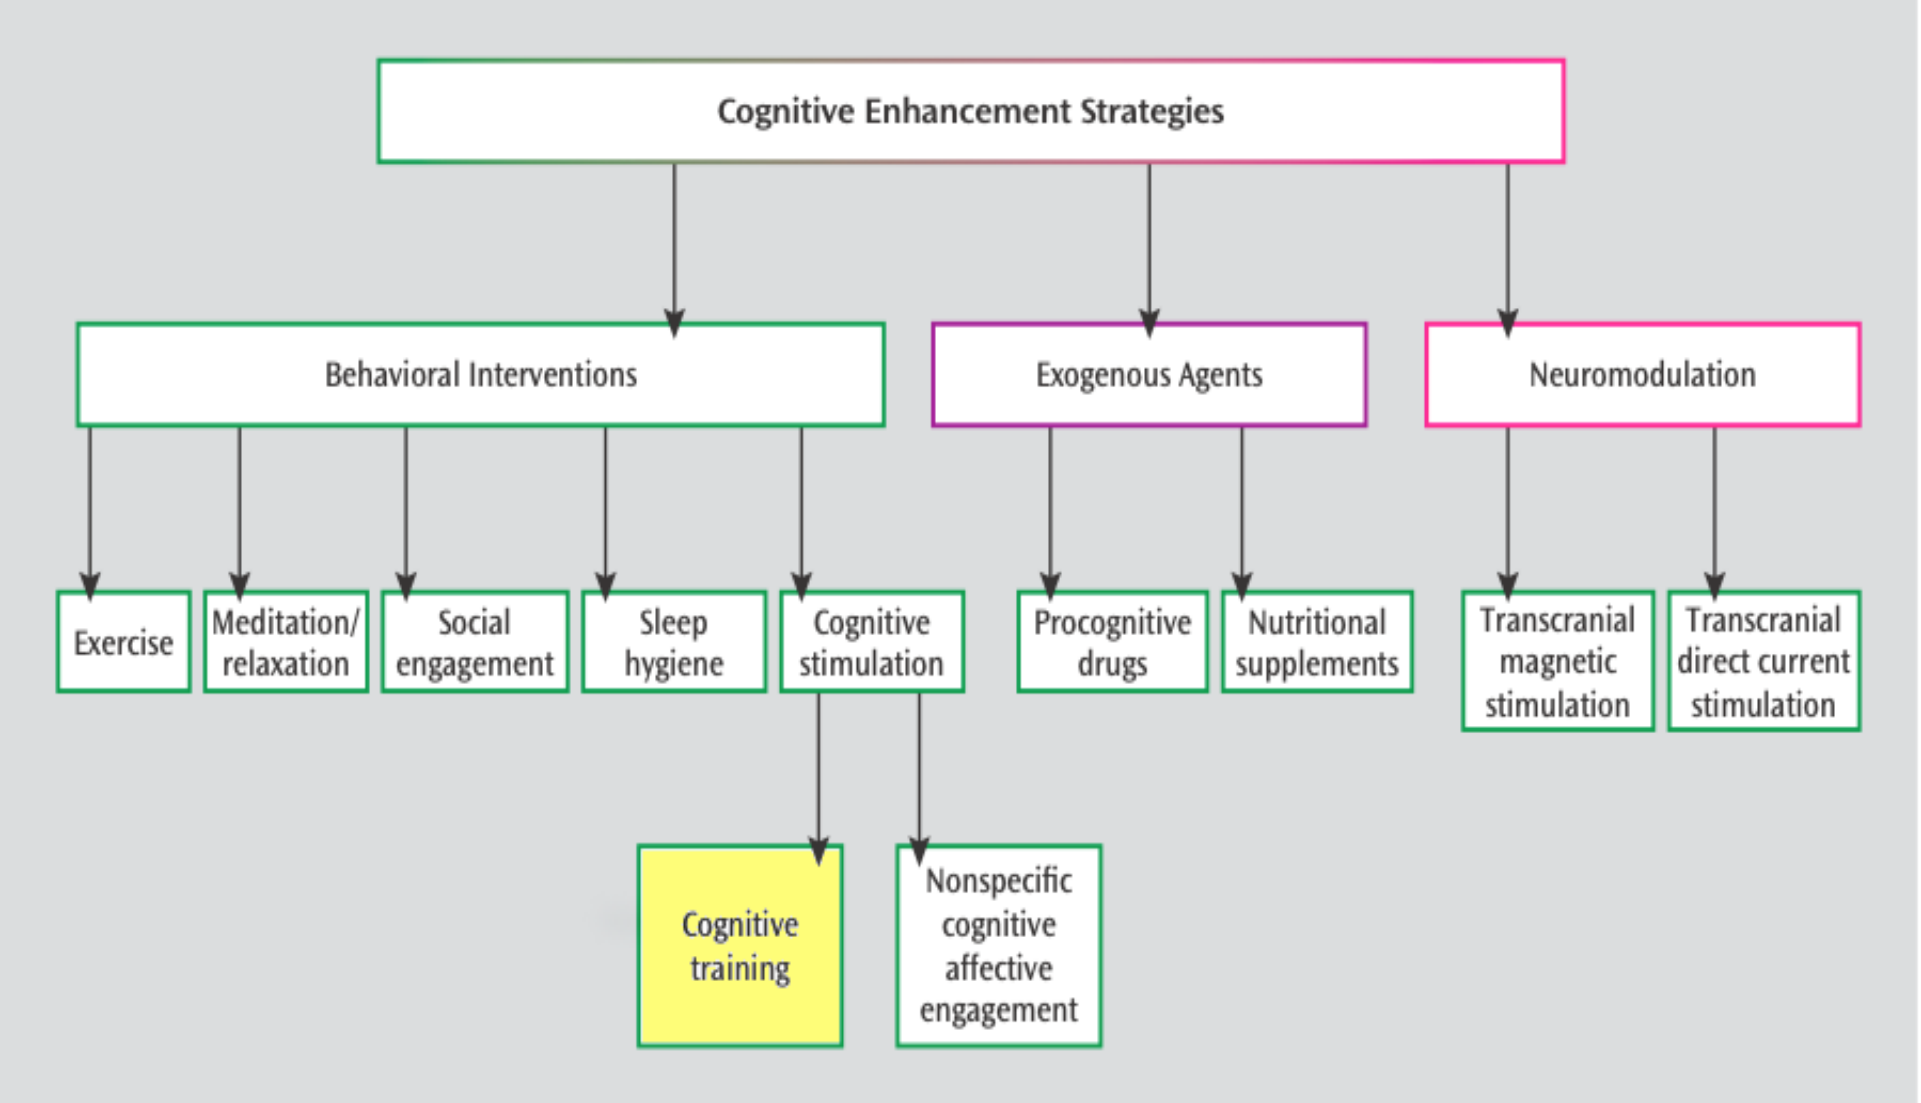 Cognitive Enhancement Strategies
Behavioral Interventions
Exogenous Agents
Neuromodulation
Exercise
Meditation/
relaxation
Social
engagement
Sleep
hygiene
Cognitive
stimulation
Procognitive
drugs
Nutritional
supplements
Transcranial
magnetic
stimulation
Transcranial
direct current
stimulation
Cognitive
training
Nonspecific
cognitive
affective
engagement